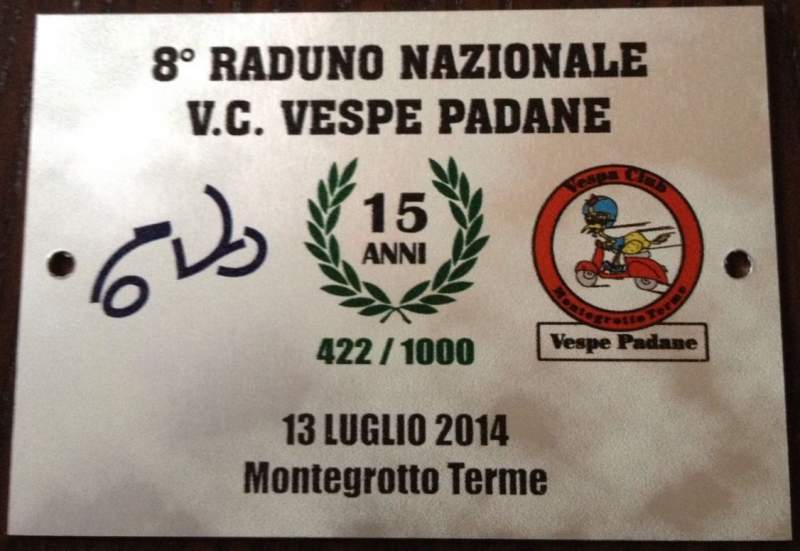 8° RADUNO NAZIONALE
V.C. VESPE PADANE
15
ANNI
422 / 1000
Vespa Club
Montegrotto Terme
Vespe Padane
13 LUGLIO 2014
Montegrotto Terme